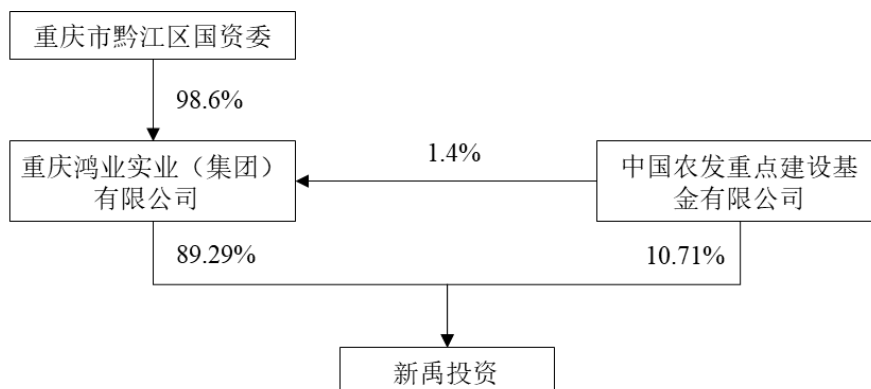 重庆市黔江区国资委
98.6%
重庆鸿业实业（集团）
有限公司
1.4%
中国农发重点建设基
金有限公司
89.29%
10.71%
新禹投资